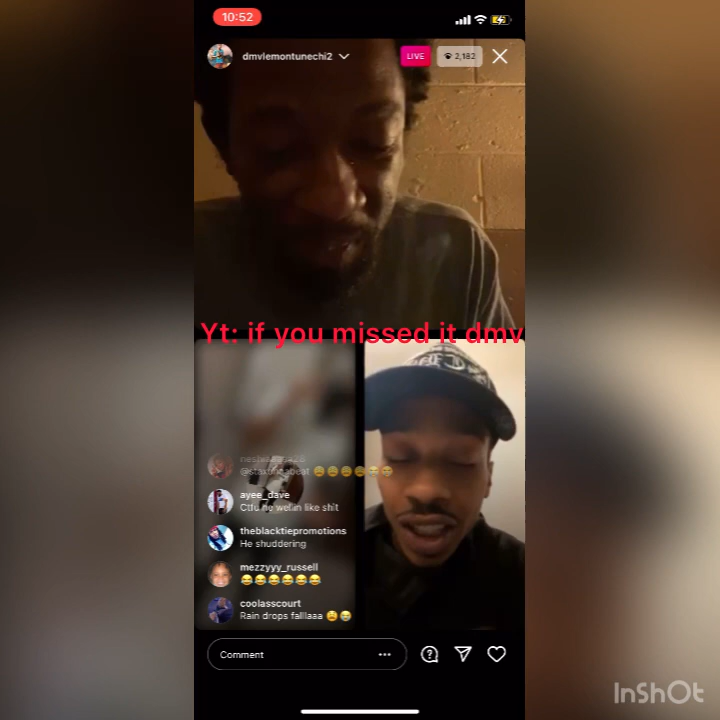 10:52
dmvlemontunechi2
LIVE
2,182
Yt: if you missed it dmv
ayee_dave
Ctfu he wellin like shit
theblacktiepromotions
He shuddering
mezzyyy_russell
coolasscourt
Rain drops falllaaa
Comment
InShOt